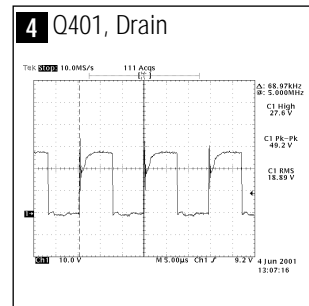 4 Q401, Drain
Tek Stop: 10.0MS/s 111 Acqs
[T]
Δ: 68.97kHz
@: 5.000MHz
C1 High
27.6 V
C1 Pk-Pk
49.2 V
C1 RMS
18.89 V
1→
Ch1 10.0 V M 5.00µs Ch1 ∫ 9.2 V
4 Jun 2001
13:07:16